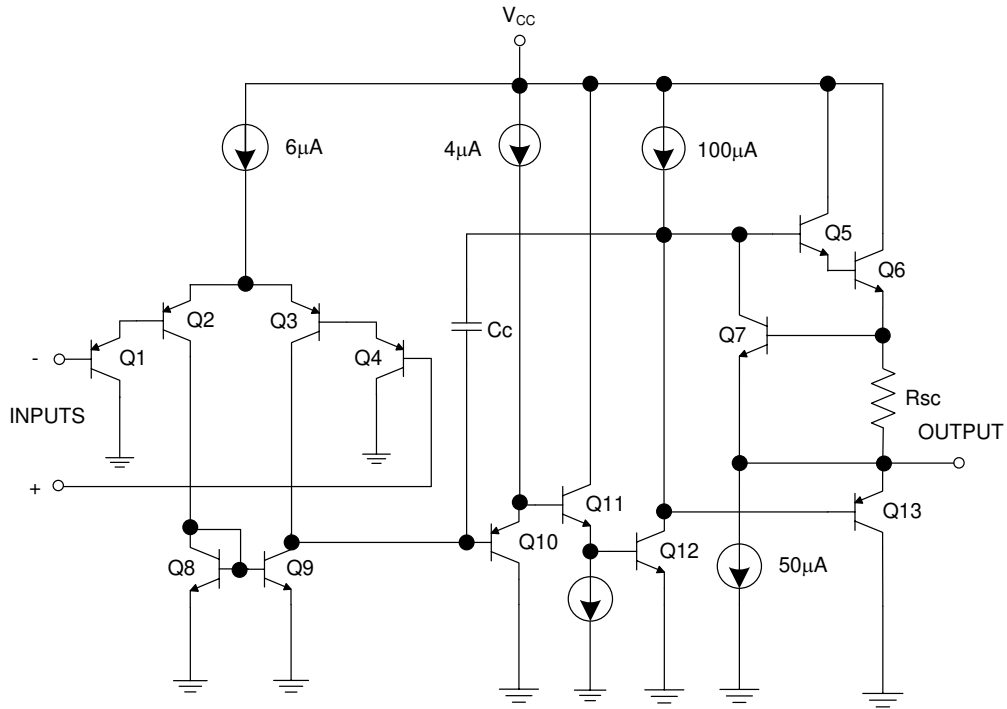 VCC
6μA
4μA
100μA
Q5
Q6
Q2
Q3
Cc
Q7
-
Q1
Q4
Rsc
INPUTS
OUTPUT
+
Q11
Q13
Q10
Q12
Q8
Q9
50μA